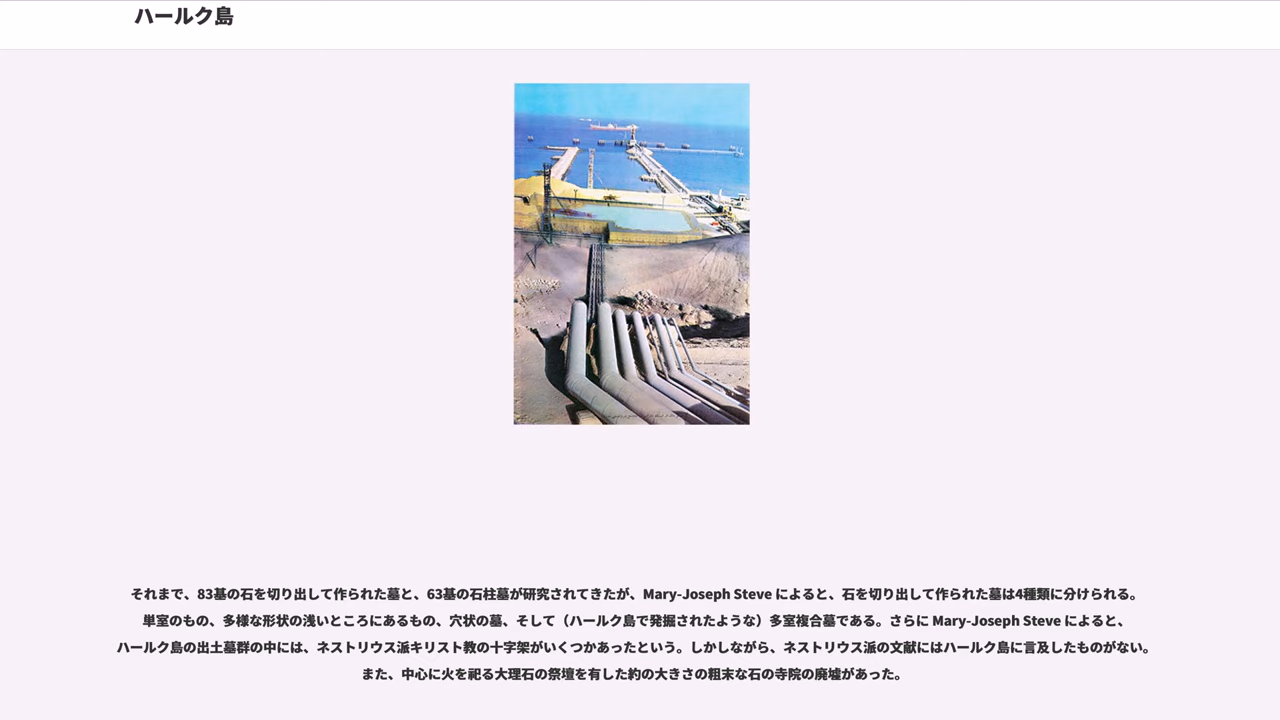 ハールク島
それまで、83基の石を切り出して作られた墓と、63基の石柱墓が研究されてきたが、Mary-Joseph Steve によると、石を切り出して作られた墓は4種類に分けられる。
単室のもの、多様な形状の浅いところにあるもの、穴状の墓、そして（ハールク島で発掘されたような）多室複合墓である。さらに Mary-Joseph Steve によると、
ハールク島の出土墓群の中には、ネストリウス派キリスト教の十字架がいくつかあったという。しかしながら、ネストリウス派の文献にはハールク島に言及したものがない。
また、中心に火を祀る大理石の祭壇を有した約の大きさの粗末な石の寺院の廃墟があった。